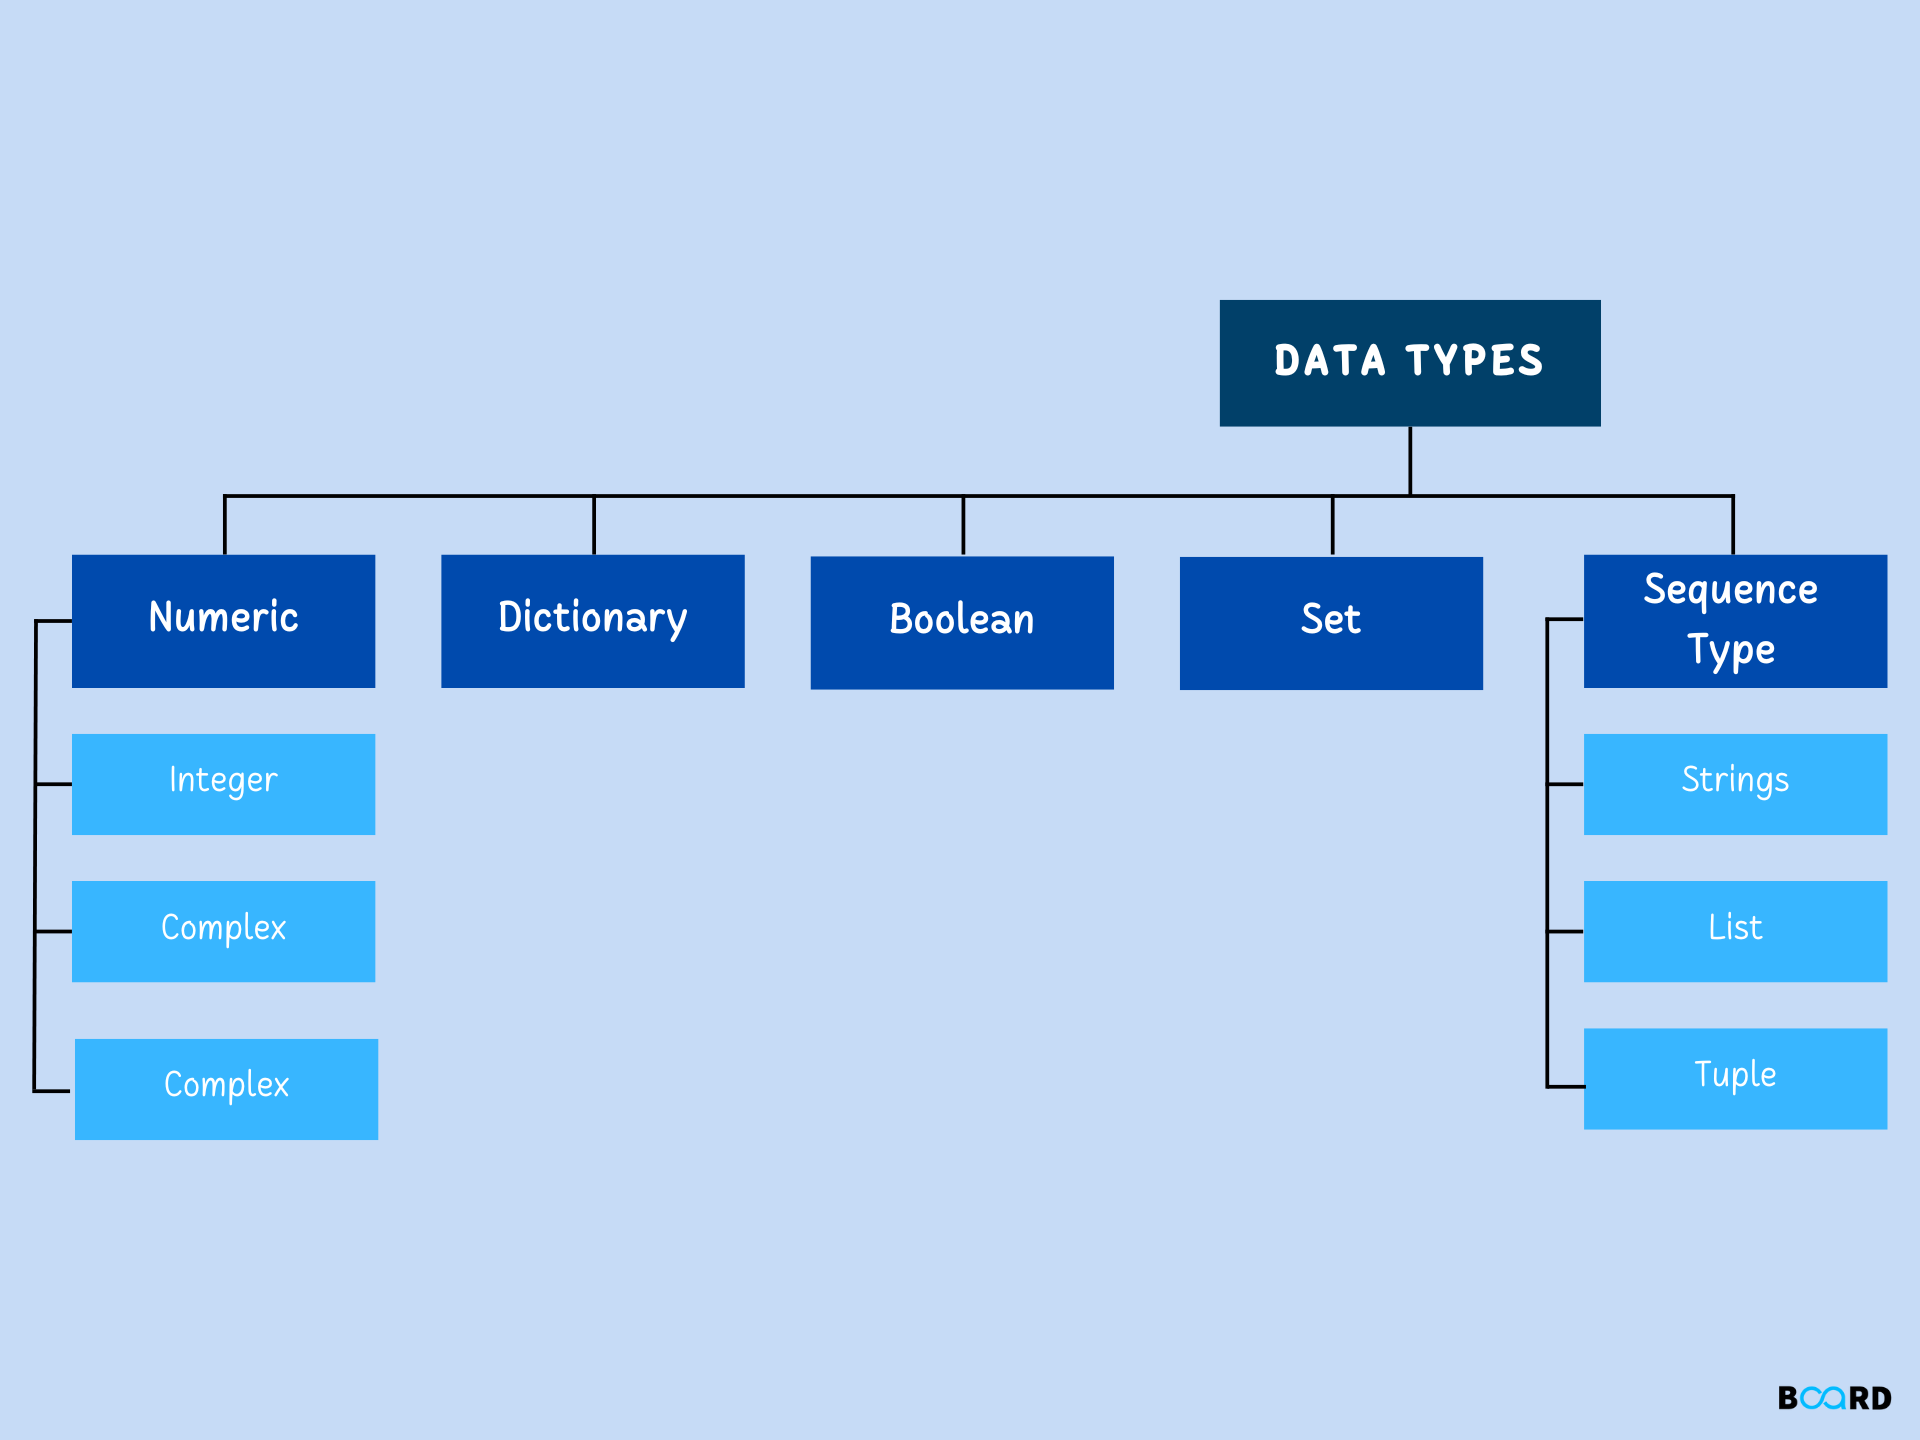 DATA TYPES
Numeric
Dictionary
Boolean
Set
Sequence
Type
Integer
Complex
Complex
Strings
List
Tuple
BOARD